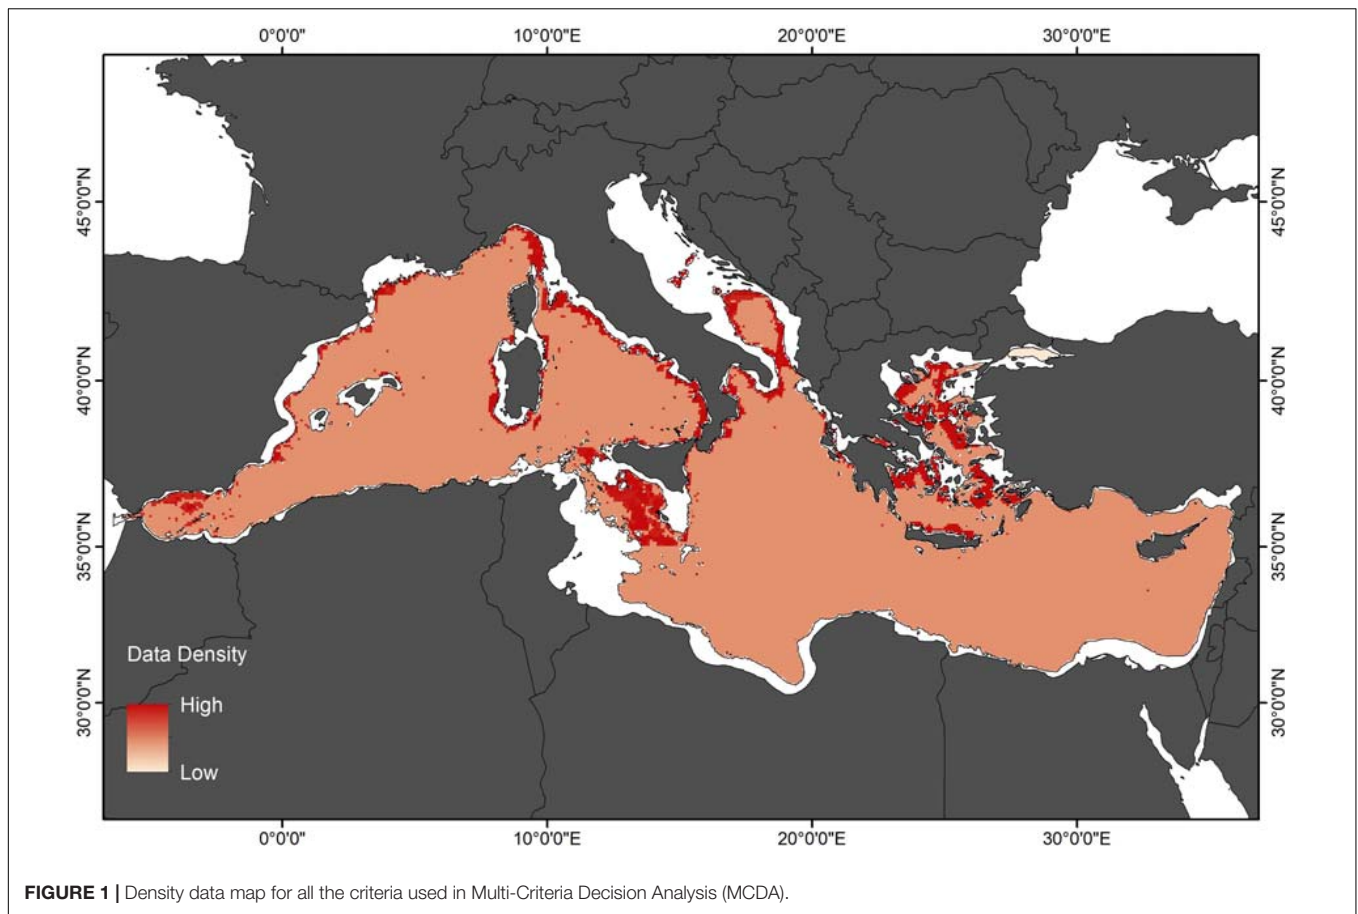 0°0'0" 10°0'0"E 20°0'0"E 30°0'0"E
45°0'0"N 45°0'0"N
40°0'0"N 40°0'0"N
35°0'0"N 35°0'0"N
Data Density
High
30°0'0"N 30°0'0"N
Low
0°0'0" 10°0'0"E 20°0'0"E 30°0'0"E
FIGURE 1 | Density data map for all the criteria used in Multi-Criteria Decision Analysis (MCDA).